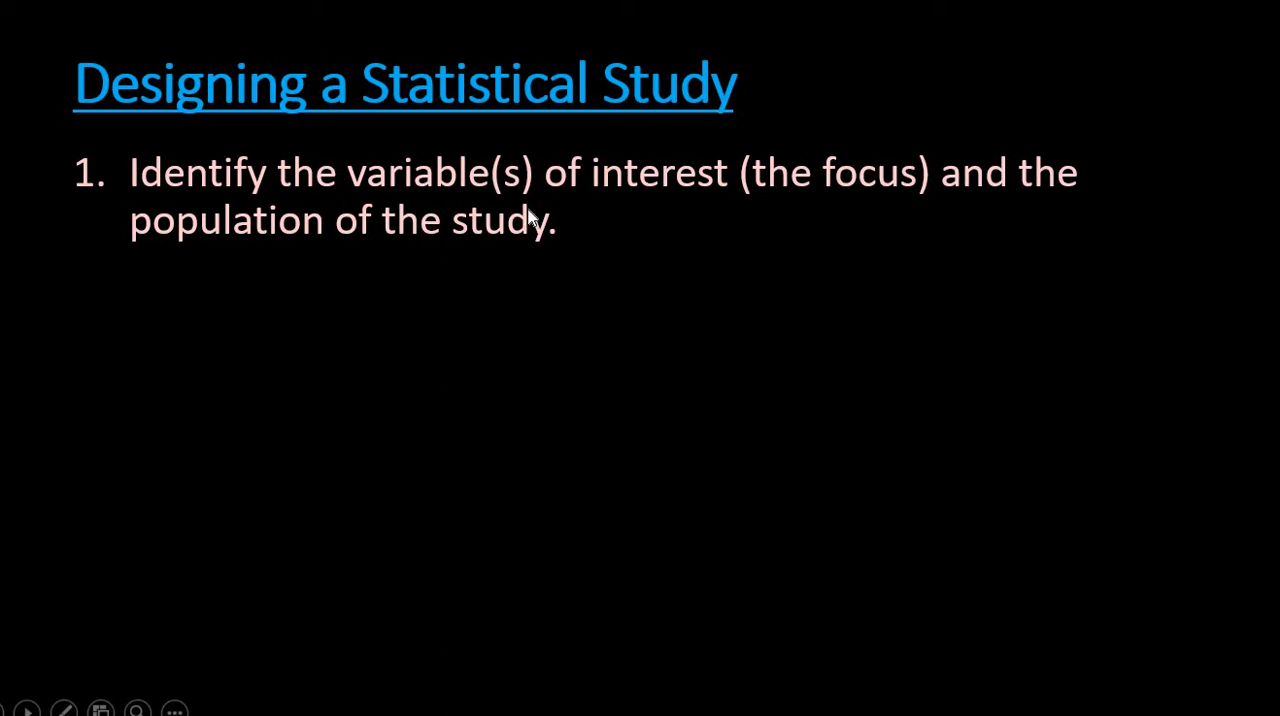 Designing a Statistical Study
1. Identify the variable(s) of interest (the focus) and the
population of the study.